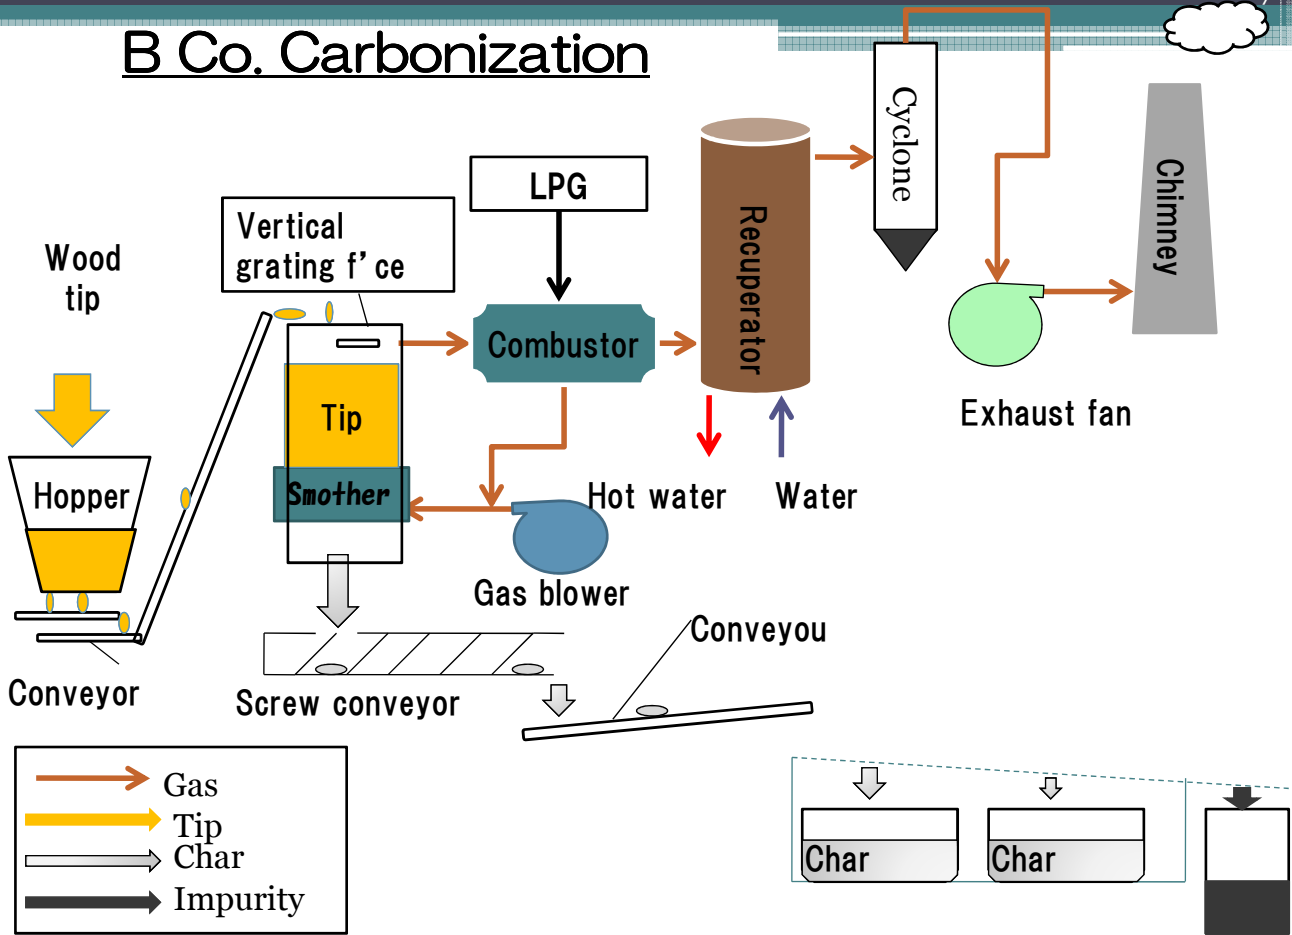 B Co. Carbonization
Cyclone
LPG
Chimney
Vertical
grating f'ce
Recuperator
Wood
tip
Combustor
Tip
Exhaust fan
Hopper
Smother
Hot water
Water
Gas blower
Conveyou
Conveyor
Screw conveyor
Gas
Tip
Char
Impurity
Char
Char